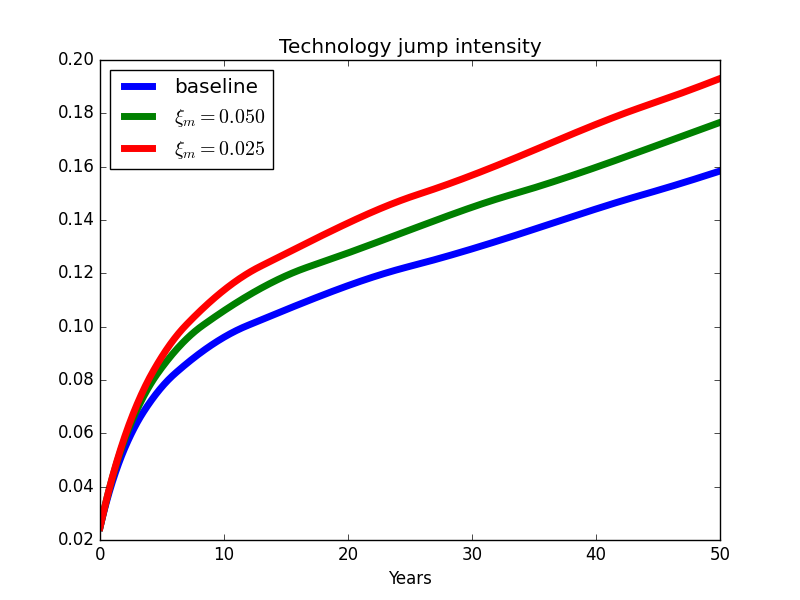 Technology jump intensity
baseline
ξm = 0.050
ξm = 0.025
0.20
0.18
0.16
0.14
0.12
0.10
0.08
0.06
0.04
0.02
0 10 20 30 40 50
Years